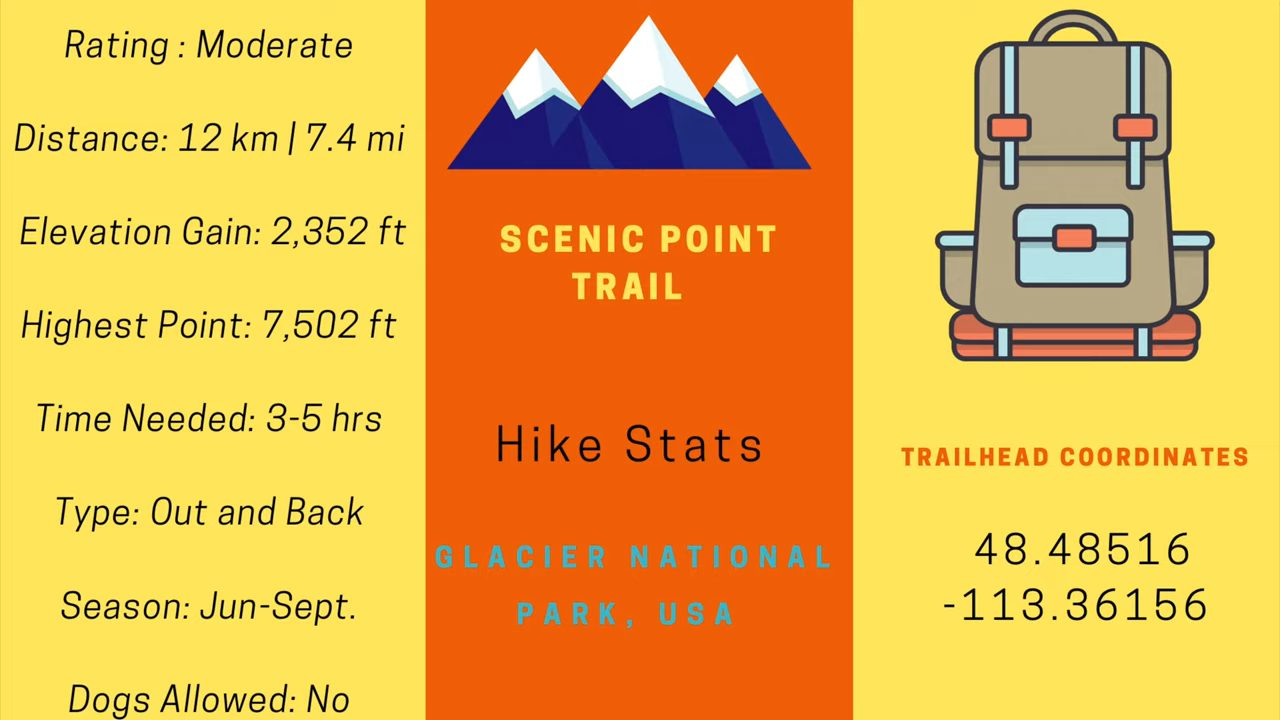 Rating : Moderate
Distance: 12 km | 7.4 mi
Elevation Gain: 2,352 ft
Highest Point: 7,502 ft
Time Needed: 3-5 hrs
Type: Out and Back
Season: Jun-Sept.
Dogs Allowed: No
SCENIC POINT
TRAIL
Hike Stats
GLACIER NATIONAL
PARK, USA
TRAILHEAD COORDINATES
48.48516
-113.36156